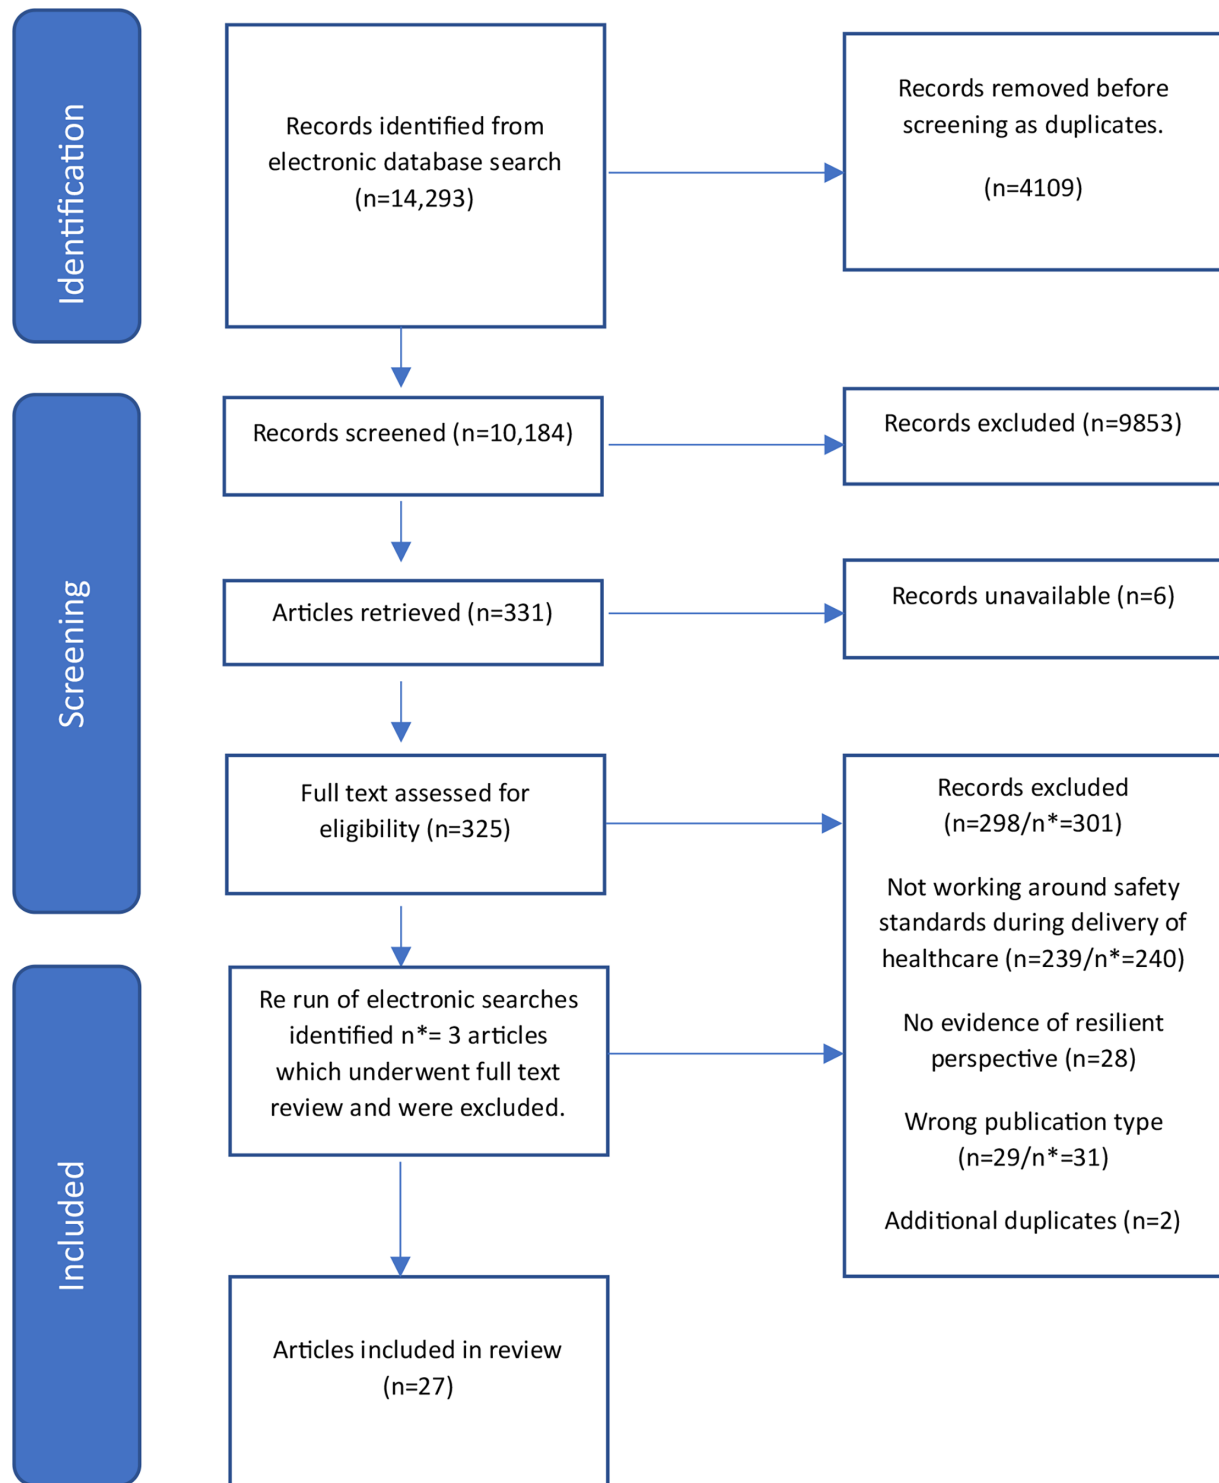 Identification
Records identified from
electronic database search
(n=14,293)
Records removed before
screening as duplicates.
(n=4109)
Screening
Records screened (n=10,184)
Records excluded (n=9853)
Articles retrieved (n=331)
Records unavailable (n=6)
Full text assessed for
eligibility (n=325)
Records excluded
(n=298/n*=301)
Not working around safety
standards during delivery of
healthcare (n=239/n*=240)
No evidence of resilient
perspective (n=28)
Wrong publication type
(n=29/n*=31)
Additional duplicates (n=2)
Included
Re run of electronic searches
identified n*= 3 articles
which underwent full text
review and were excluded.
Articles included in review
(n=27)